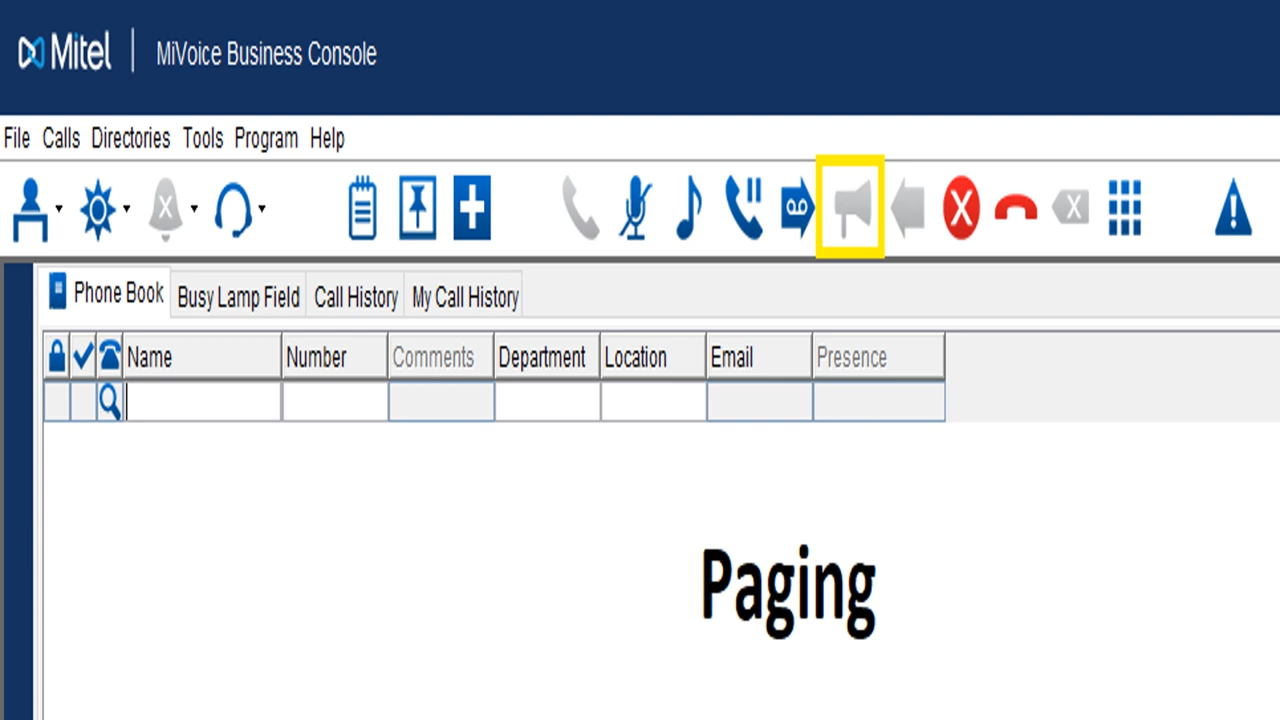 Mitel | MiVoice Business Console
File Calls Directories Tools Program Help
Phone Book Busy Lamp Field Call History My Call History
Name Number Comments Department Location Email Presence
Paging